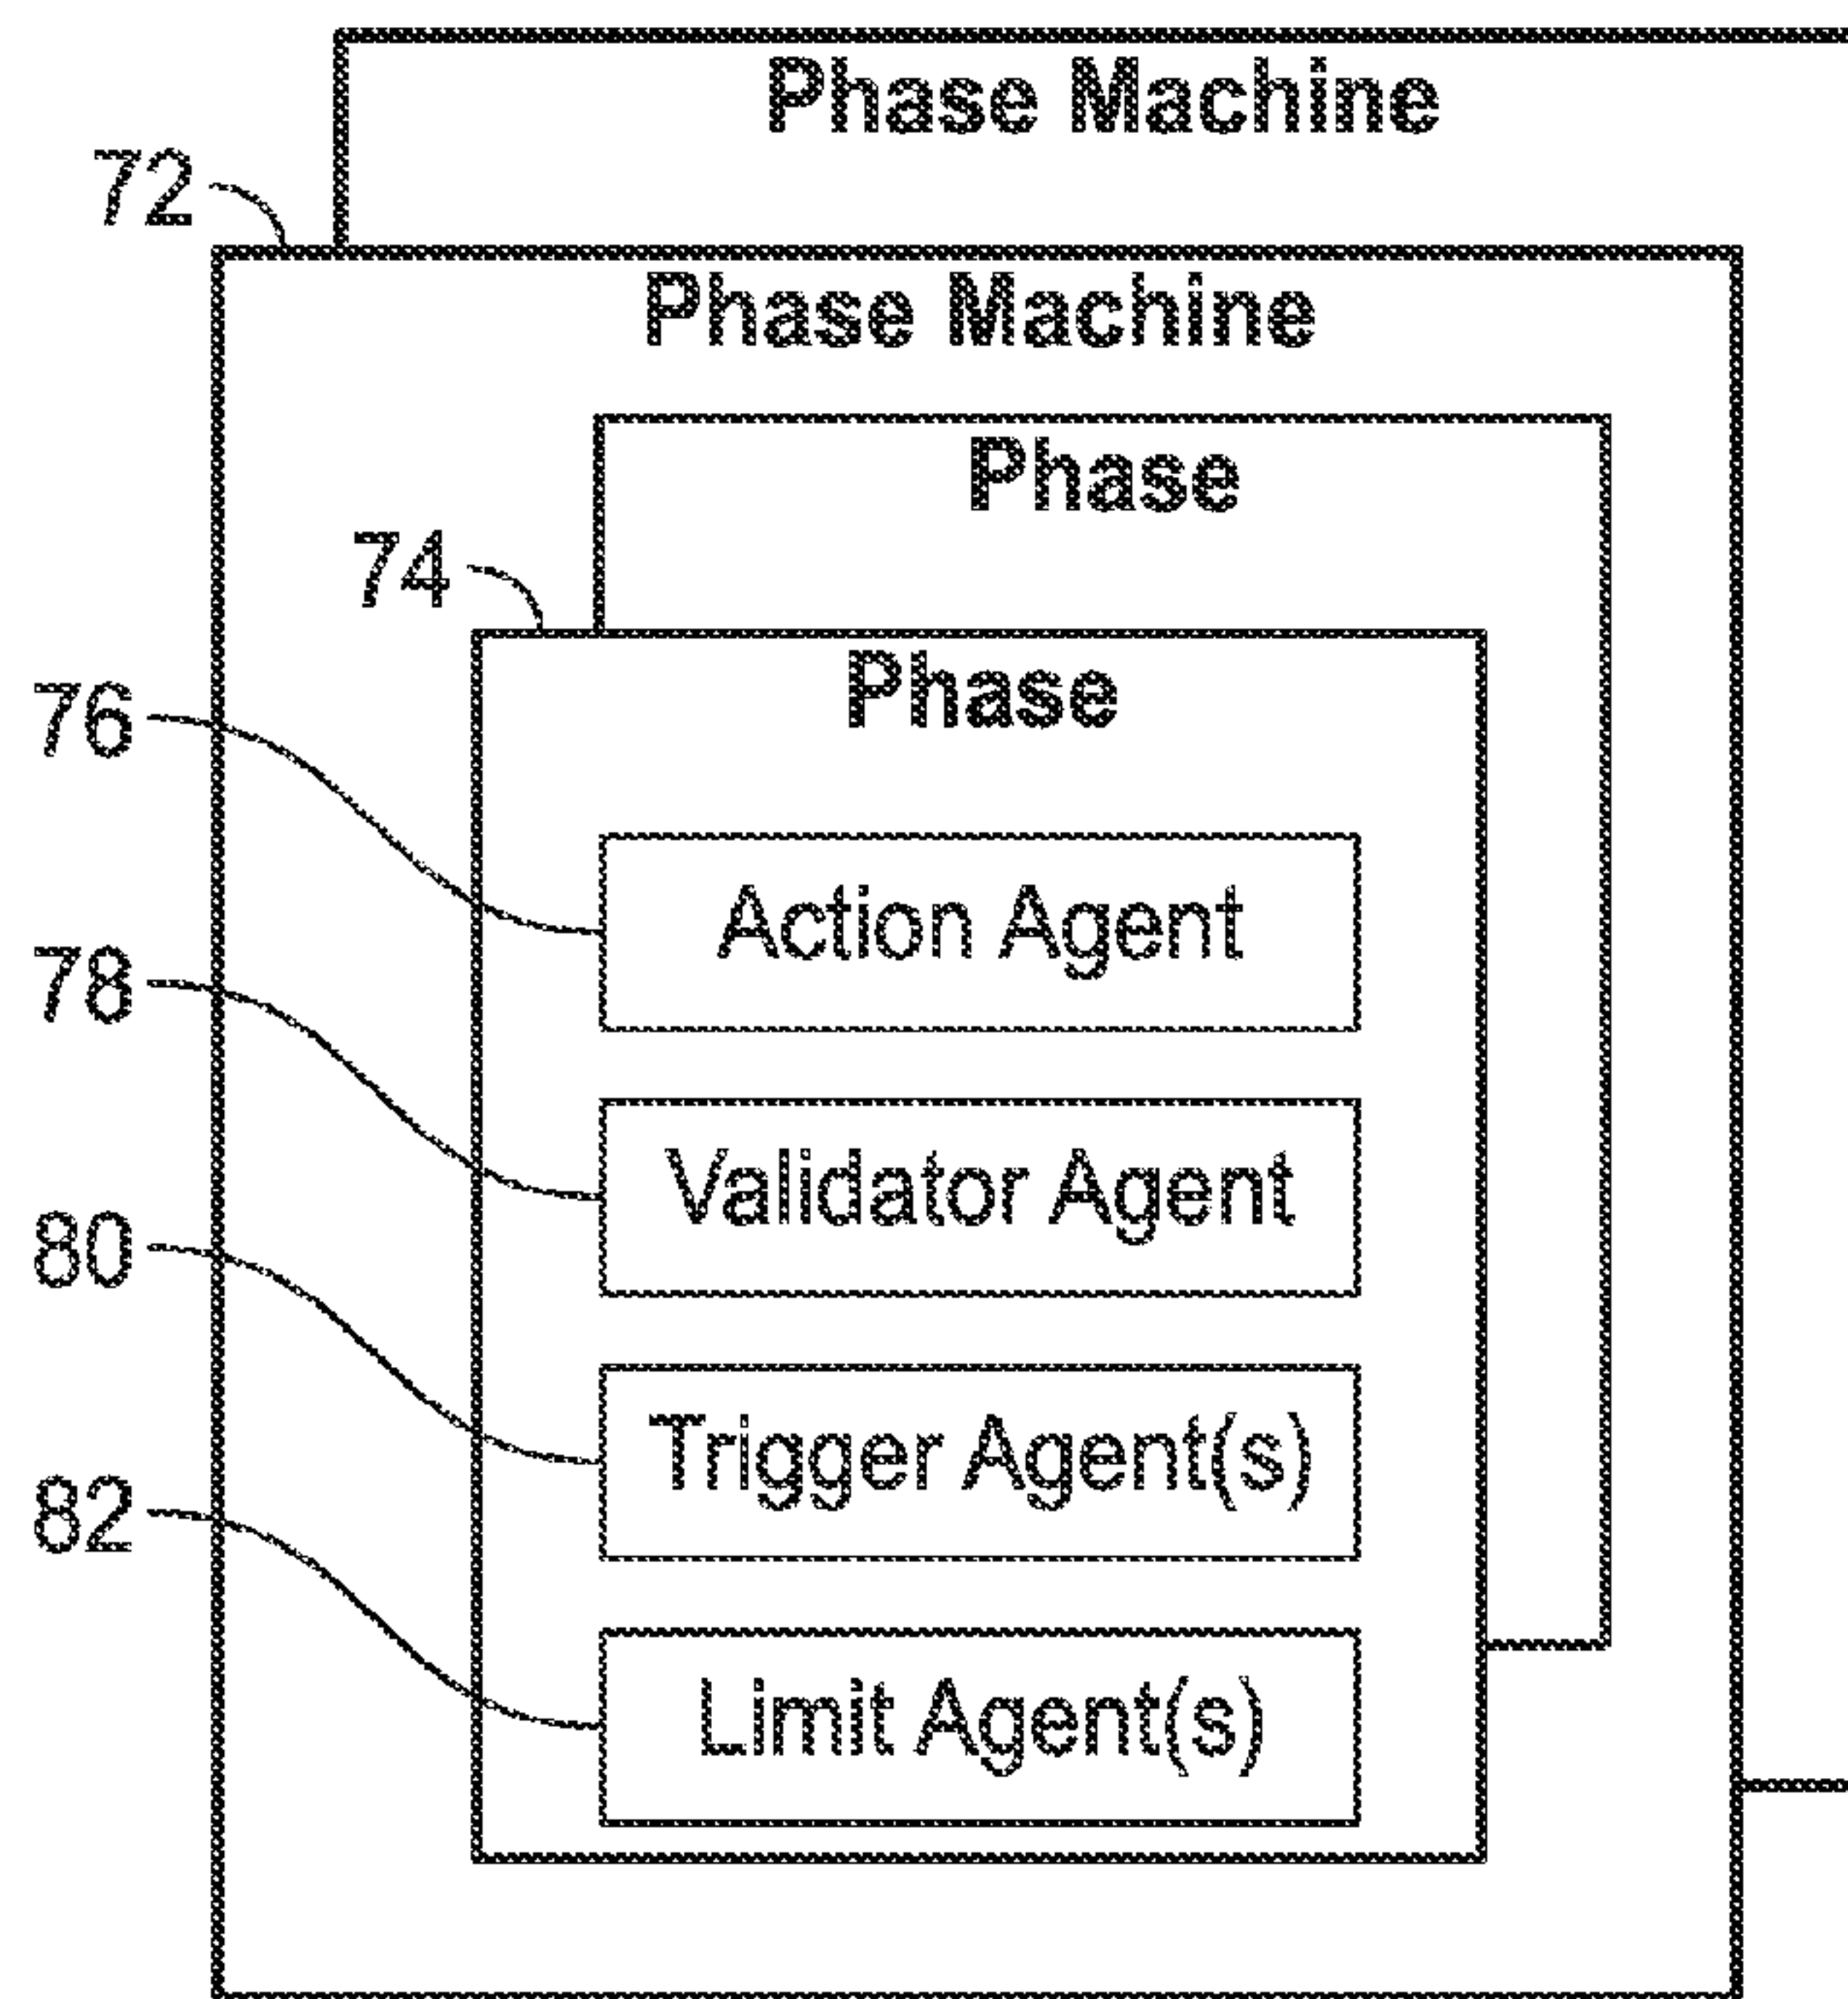 Phase Machine
72
Phase Machine
Phase
74
Phase
76
Action Agent
78
Validator Agent
80
Trigger Agent(s)
82
Limit Agent(s)